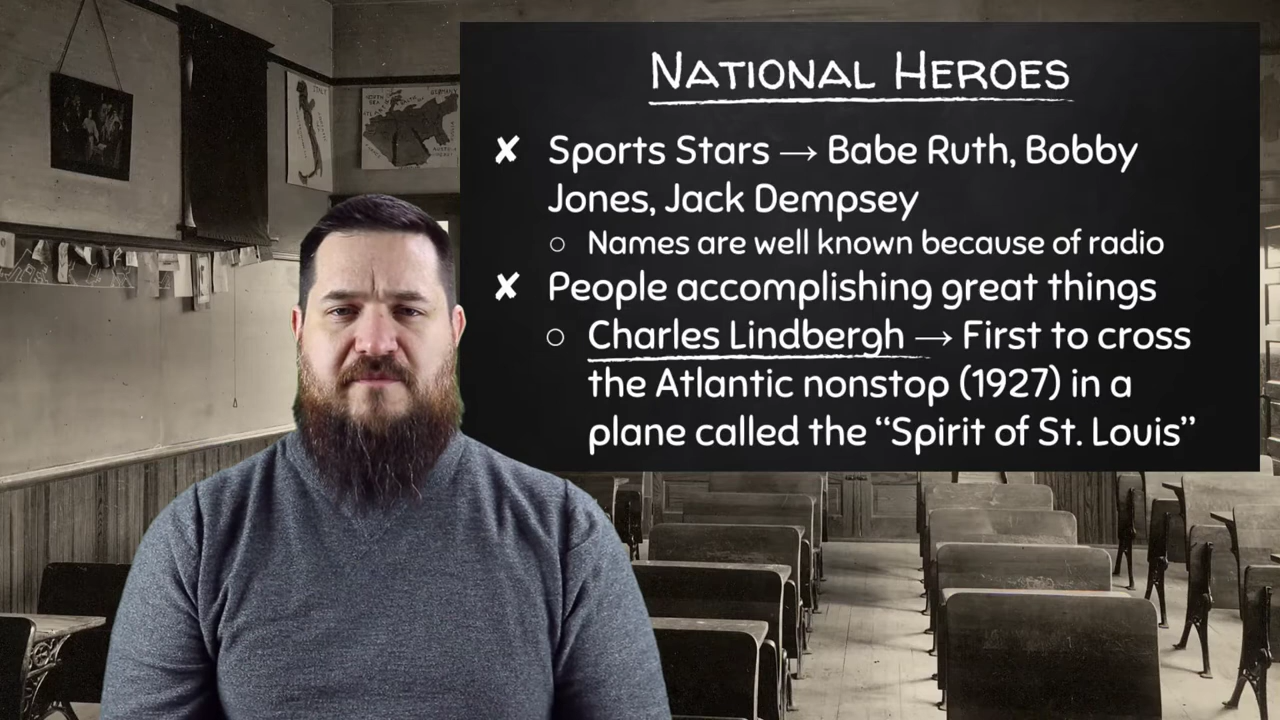 National Heroes
✘ Sports Stars → Babe Ruth, Bobby
Jones, Jack Dempsey
○ Names are well known because of radio
✘ People accomplishing great things
○ Charles Lindbergh → First to cross
the Atlantic nonstop (1927) in a
plane called the “Spirit of St. Louis”
ITALY
GERMANY